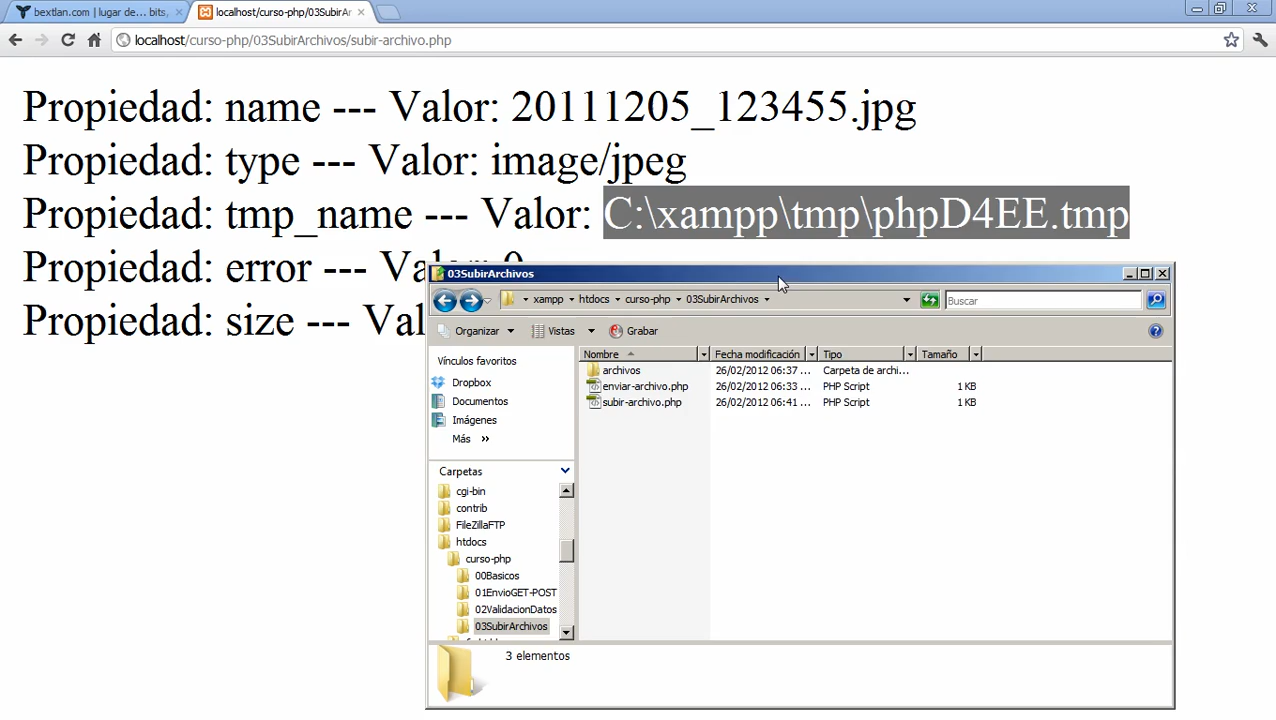 bextlan.com | lugar de... bits,
localhost/curso-php/03SubirAr
localhost/curso-php/03SubirArchivos/subir-archivo.php
Propiedad: name --- Valor: 20111205_123455.jpg
Propiedad: type --- Valor: image/jpeg
Propiedad: tmp_name --- Valor: C:\xampp\tmp\phpD4EE.tmp
Propiedad: error --- Valor: 0
Propiedad: size --- Val
03SubirArchivos
xampp htdocs curso-php 03SubirArchivos
Buscar
Organizar Vistas Grabar
Vínculos favoritos
Dropbox
Documentos
Imágenes
Más »
Carpetas
cgi-bin
contrib
FileZillaFTP
htdocs
curso-php
00Basicos
01EnvioGET-POST
02ValidacionDatos
03SubirArchivos
Nombre Fecha modificación Tipo Tamaño
archivos 26/02/2012 06:37 ... Carpeta de archi...
enviar-archivo.php 26/02/2012 06:33 ... PHP Script 1 KB
subir-archivo.php 26/02/2012 06:41 ... PHP Script 1 KB
3 elementos